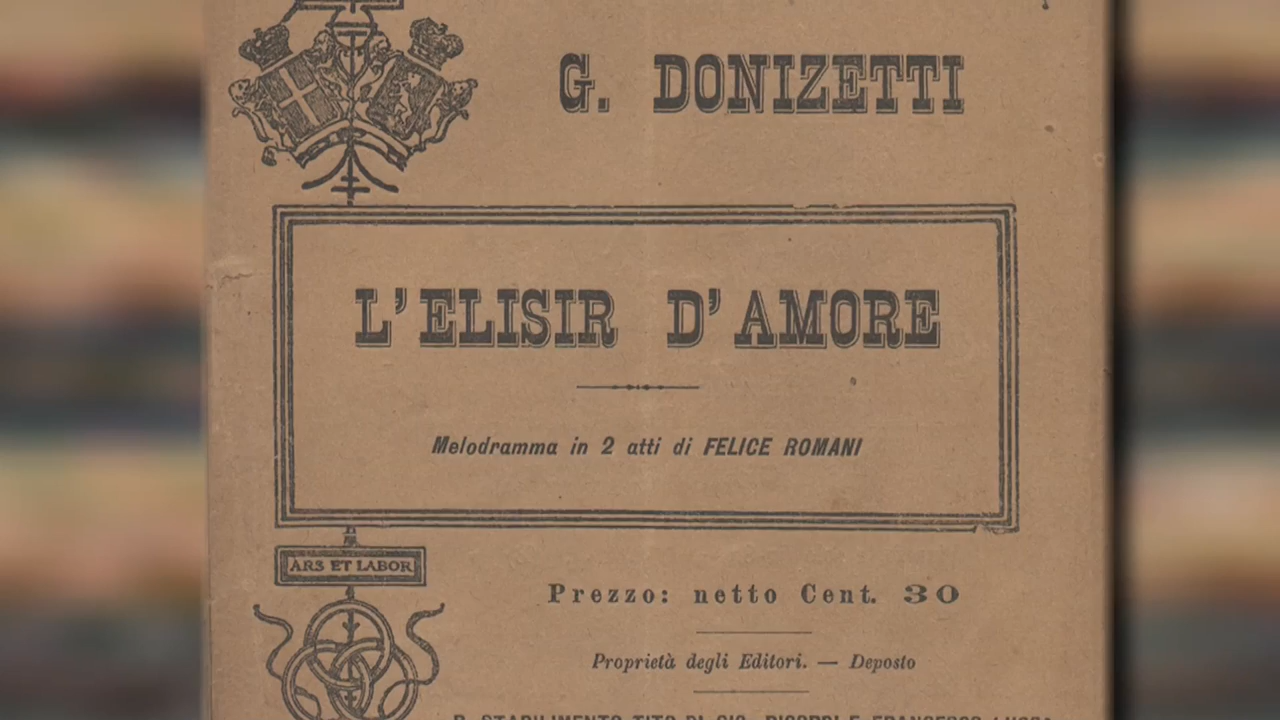 G. DONIZETTI
L'ELISIR D'AMORE
Melodramma in 2 atti di FELICE ROMANI
ARS ET LABOR
Prezzo: netto Cent. 30
Proprietà degli Editori. — Deposto